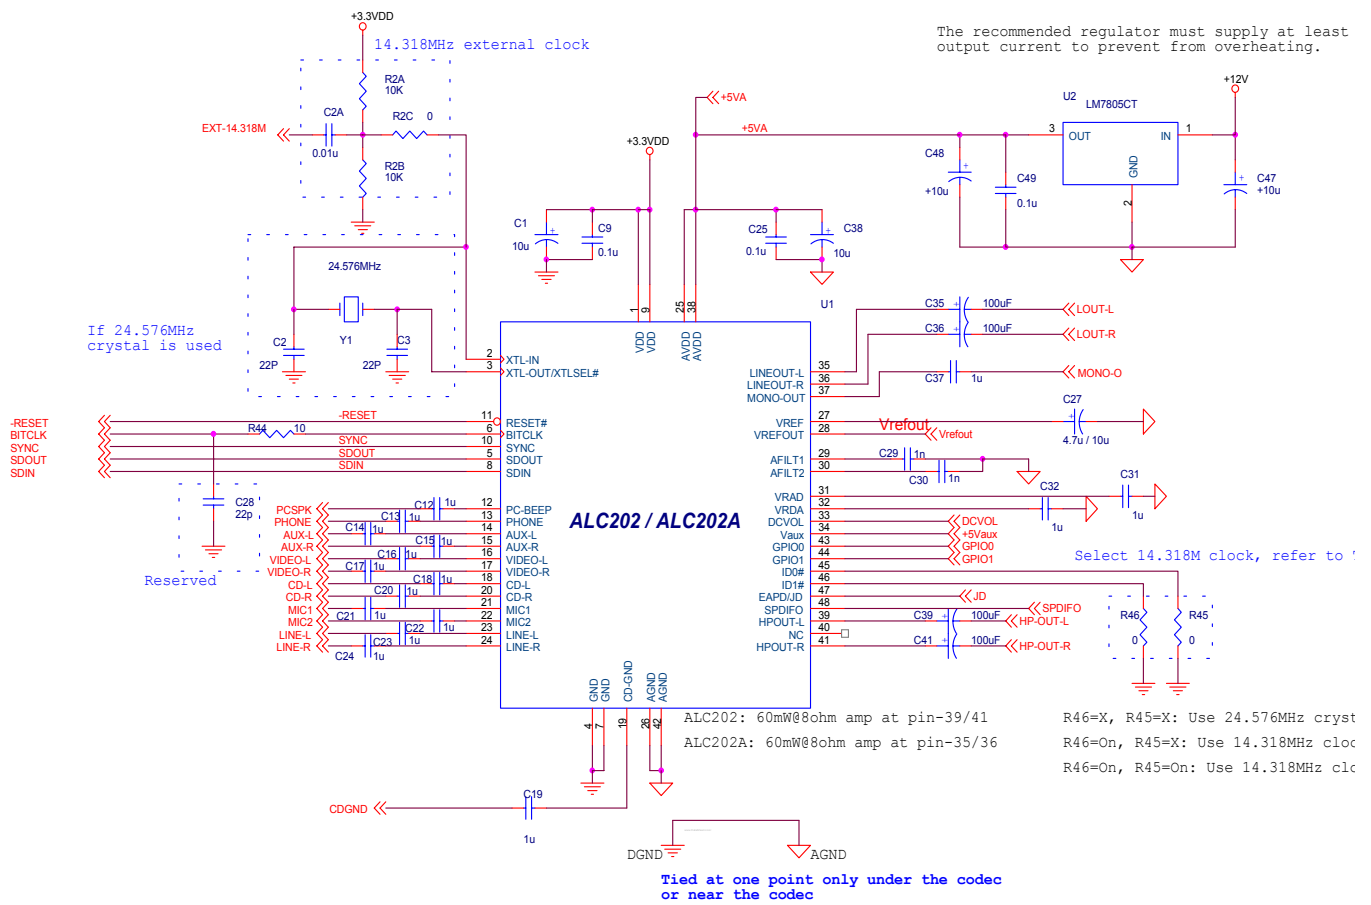 +3.3VDD
14.318MHz external clock
R2A
10K
C2A
R2C 0
EXT-14.318M
0.01u
R2B
10K
The recommended regulator must supply at least
output current to prevent from overheating.
+12V
U2
LM7805CT
+5VA
+5VA
3 OUT IN 1
GND
2
C48
+10u
C49
0.1u
C47
+10u
+3.3VDD
C1
10u
C9
0.1u
C25
0.1u
C38
10u
24.576MHz
Y1
C2
22P
C3
22P
If 24.576MHz
crystal is used
U1
1 9 25 38
VDD
VDD
AVDD
AVDD
2 XTL-IN
3 XTL-OUT/XTLSEL#
-RESET
BITCLK
SYNC
SDOUT
SDIN
-RESET
R44 10
SYNC
SDOUT
SDIN
11 RESET#
6 BITCLK
10 SYNC
5 SDOUT
8 SDIN
C28
22p
Reserved
PCSPK C12 1u 12 PC-BEEP
PHONE C13 1u 13 PHONE
AUX-L C14 1u 14 AUX-L
AUX-R C15 1u 15 AUX-R
VIDEO-L C16 1u 16 VIDEO-L
VIDEO-R C17 1u 17 VIDEO-R
CD-L C18 1u 18 CD-L
CD-R C20 1u 20 CD-R
MIC1 C21 1u 21 MIC1
MIC2 C22 1u 22 MIC2
LINE-L C23 1u 23 LINE-L
LINE-R C24 1u 24 LINE-R
ALC202 / ALC202A
LINEOUT-L 35 C35 100uF LOUT-L
LINEOUT-R 36 C36 100uF LOUT-R
MONO-OUT 37 C37 1u MONO-O
VREF 27 C27 4.7u / 10u
VREFOUT 28 Vrefout Vrefout
AFILT1 29 C29 1n
AFILT2 30 C30 1n
VRAD 31 C31 1u
VRDA 32 C32 1u
DCVOL 33 DCVOL
Vaux 34 +5Vaux
GPIO0 43 GPIO0
GPIO1 44 GPIO1
ID0# 45
ID1# 46
EAPD/JD 47 JD
SPDIFO 48 SPDIFO
HPOUT-L 39 C39 100uF HP-OUT-L
NC 40
HPOUT-R 41 C41 100uF HP-OUT-R
Select 14.318M clock, refer to
R46
0
R45
0
GND
GND
CD-GND
AGND
AGND
4 7 19 26 42
ALC202: 60mW@8ohm amp at pin-39/41
ALC202A: 60mW@8ohm amp at pin-35/36
R46=X, R45=X: Use 24.576MHz cryst
R46=On, R45=X: Use 14.318MHz cloc
R46=On, R45=On: Use 14.318MHz clo
CDGND
C19
1u
DGND
AGND
Tied at one point only under the codec
or near the codec